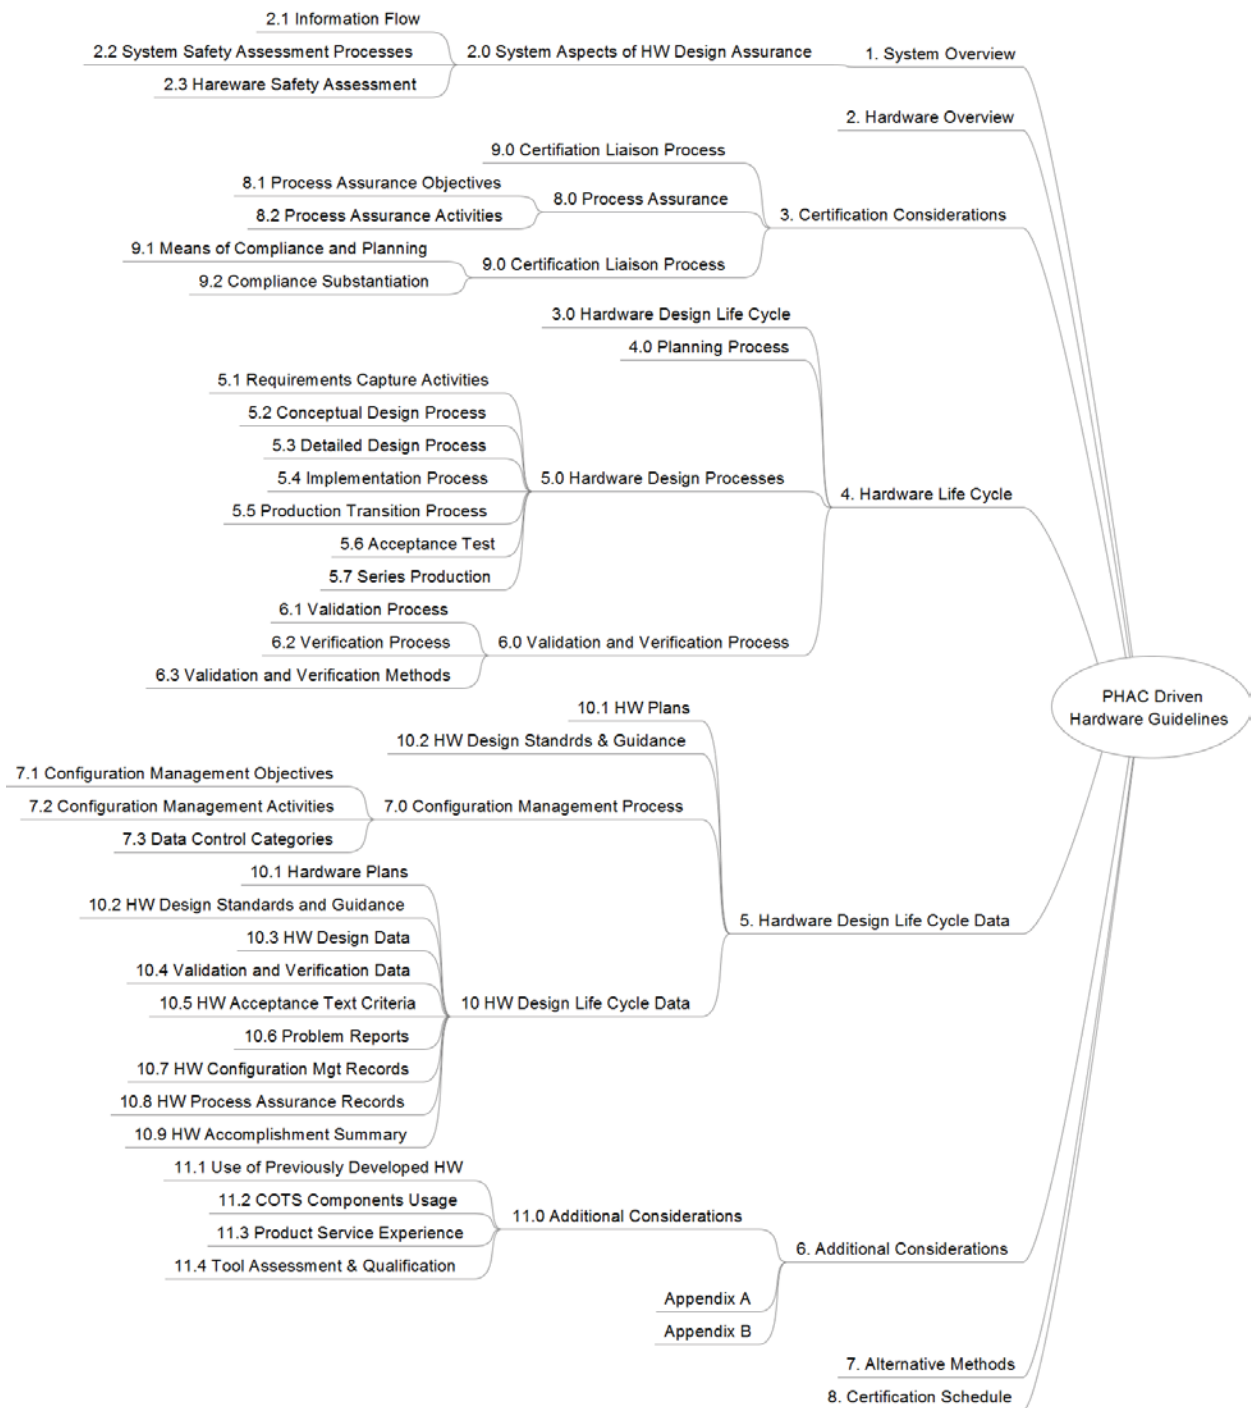 2.1 Information Flow
2.2 System Safety Assessment Processes
2.3 Hareware Safety Assessment
2.0 System Aspects of HW Design Assurance
1. System Overview
2. Hardware Overview
9.0 Certifiation Liaison Process
8.1 Process Assurance Objectives
8.2 Process Assurance Activities
8.0 Process Assurance
3. Certification Considerations
9.1 Means of Compliance and Planning
9.2 Compliance Substantiation
9.0 Certification Liaison Process
3.0 Hardware Design Life Cycle
4.0 Planning Process
5.1 Requirements Capture Activities
5.2 Conceptual Design Process
5.3 Detailed Design Process
5.4 Implementation Process
5.5 Production Transition Process
5.6 Acceptance Test
5.7 Series Production
5.0 Hardware Design Processes
4. Hardware Life Cycle
6.1 Validation Process
6.2 Verification Process
6.3 Validation and Verification Methods
6.0 Validation and Verification Process
PHAC Driven
Hardware Guidelines
10.1 HW Plans
10.2 HW Design Standrds & Guidance
7.1 Configuration Management Objectives
7.2 Configuration Management Activities
7.3 Data Control Categories
7.0 Configuration Management Process
10.1 Hardware Plans
10.2 HW Design Standards and Guidance
10.3 HW Design Data
10.4 Validation and Verification Data
10.5 HW Acceptance Text Criteria
10.6 Problem Reports
10.7 HW Configuration Mgt Records
10.8 HW Process Assurance Records
10.9 HW Accomplishment Summary
10 HW Design Life Cycle Data
5. Hardware Design Life Cycle Data
11.1 Use of Previously Developed HW
11.2 COTS Components Usage
11.3 Product Service Experience
11.4 Tool Assessment & Qualification
11.0 Additional Considerations
6. Additional Considerations
Appendix A
Appendix B
7. Alternative Methods
8. Certification Schedule